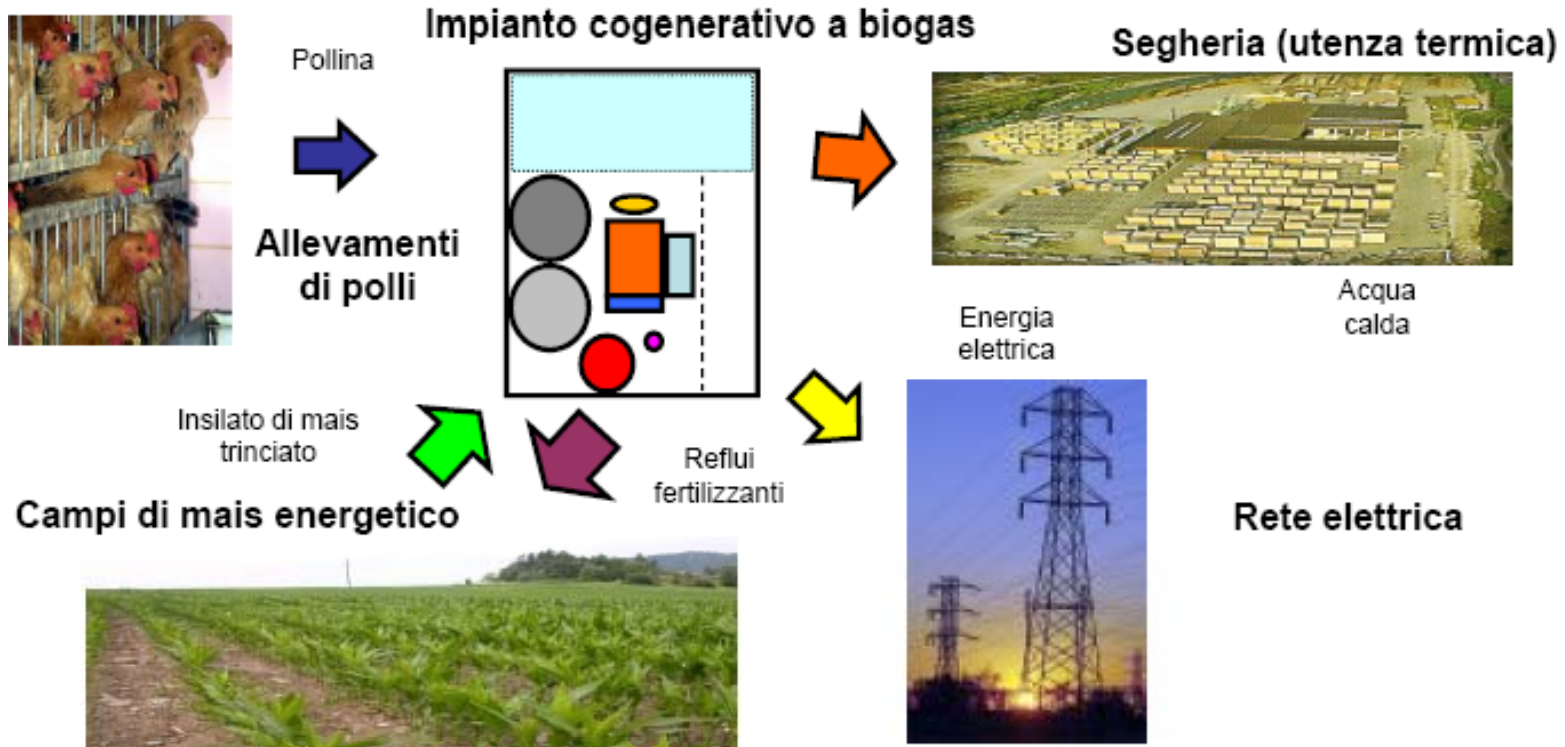 Impianto cogenerativo a biogas
Segheria (utenza termica)
Pollina
Allevamenti
di polli
Acqua
calda
Energia
elettrica
Insilato di mais
trinciato
Reflui
fertilizzanti
Campi di mais energetico
Rete elettrica